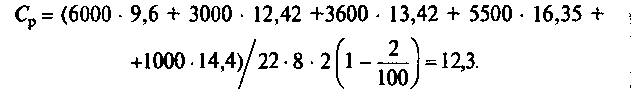 Cр = (6000 · 9,6 + 3000 · 12,42 +3600 · 13,42 + 5500 · 16,35 +
+1000 · 14,4)/22 · 8 · 2(1 − 2/100) = 12,3.